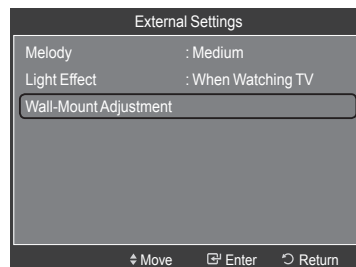 External Settings
Melody : Medium
Light Effect : When Watching TV
Wall-Mount Adjustment
Move Enter Return